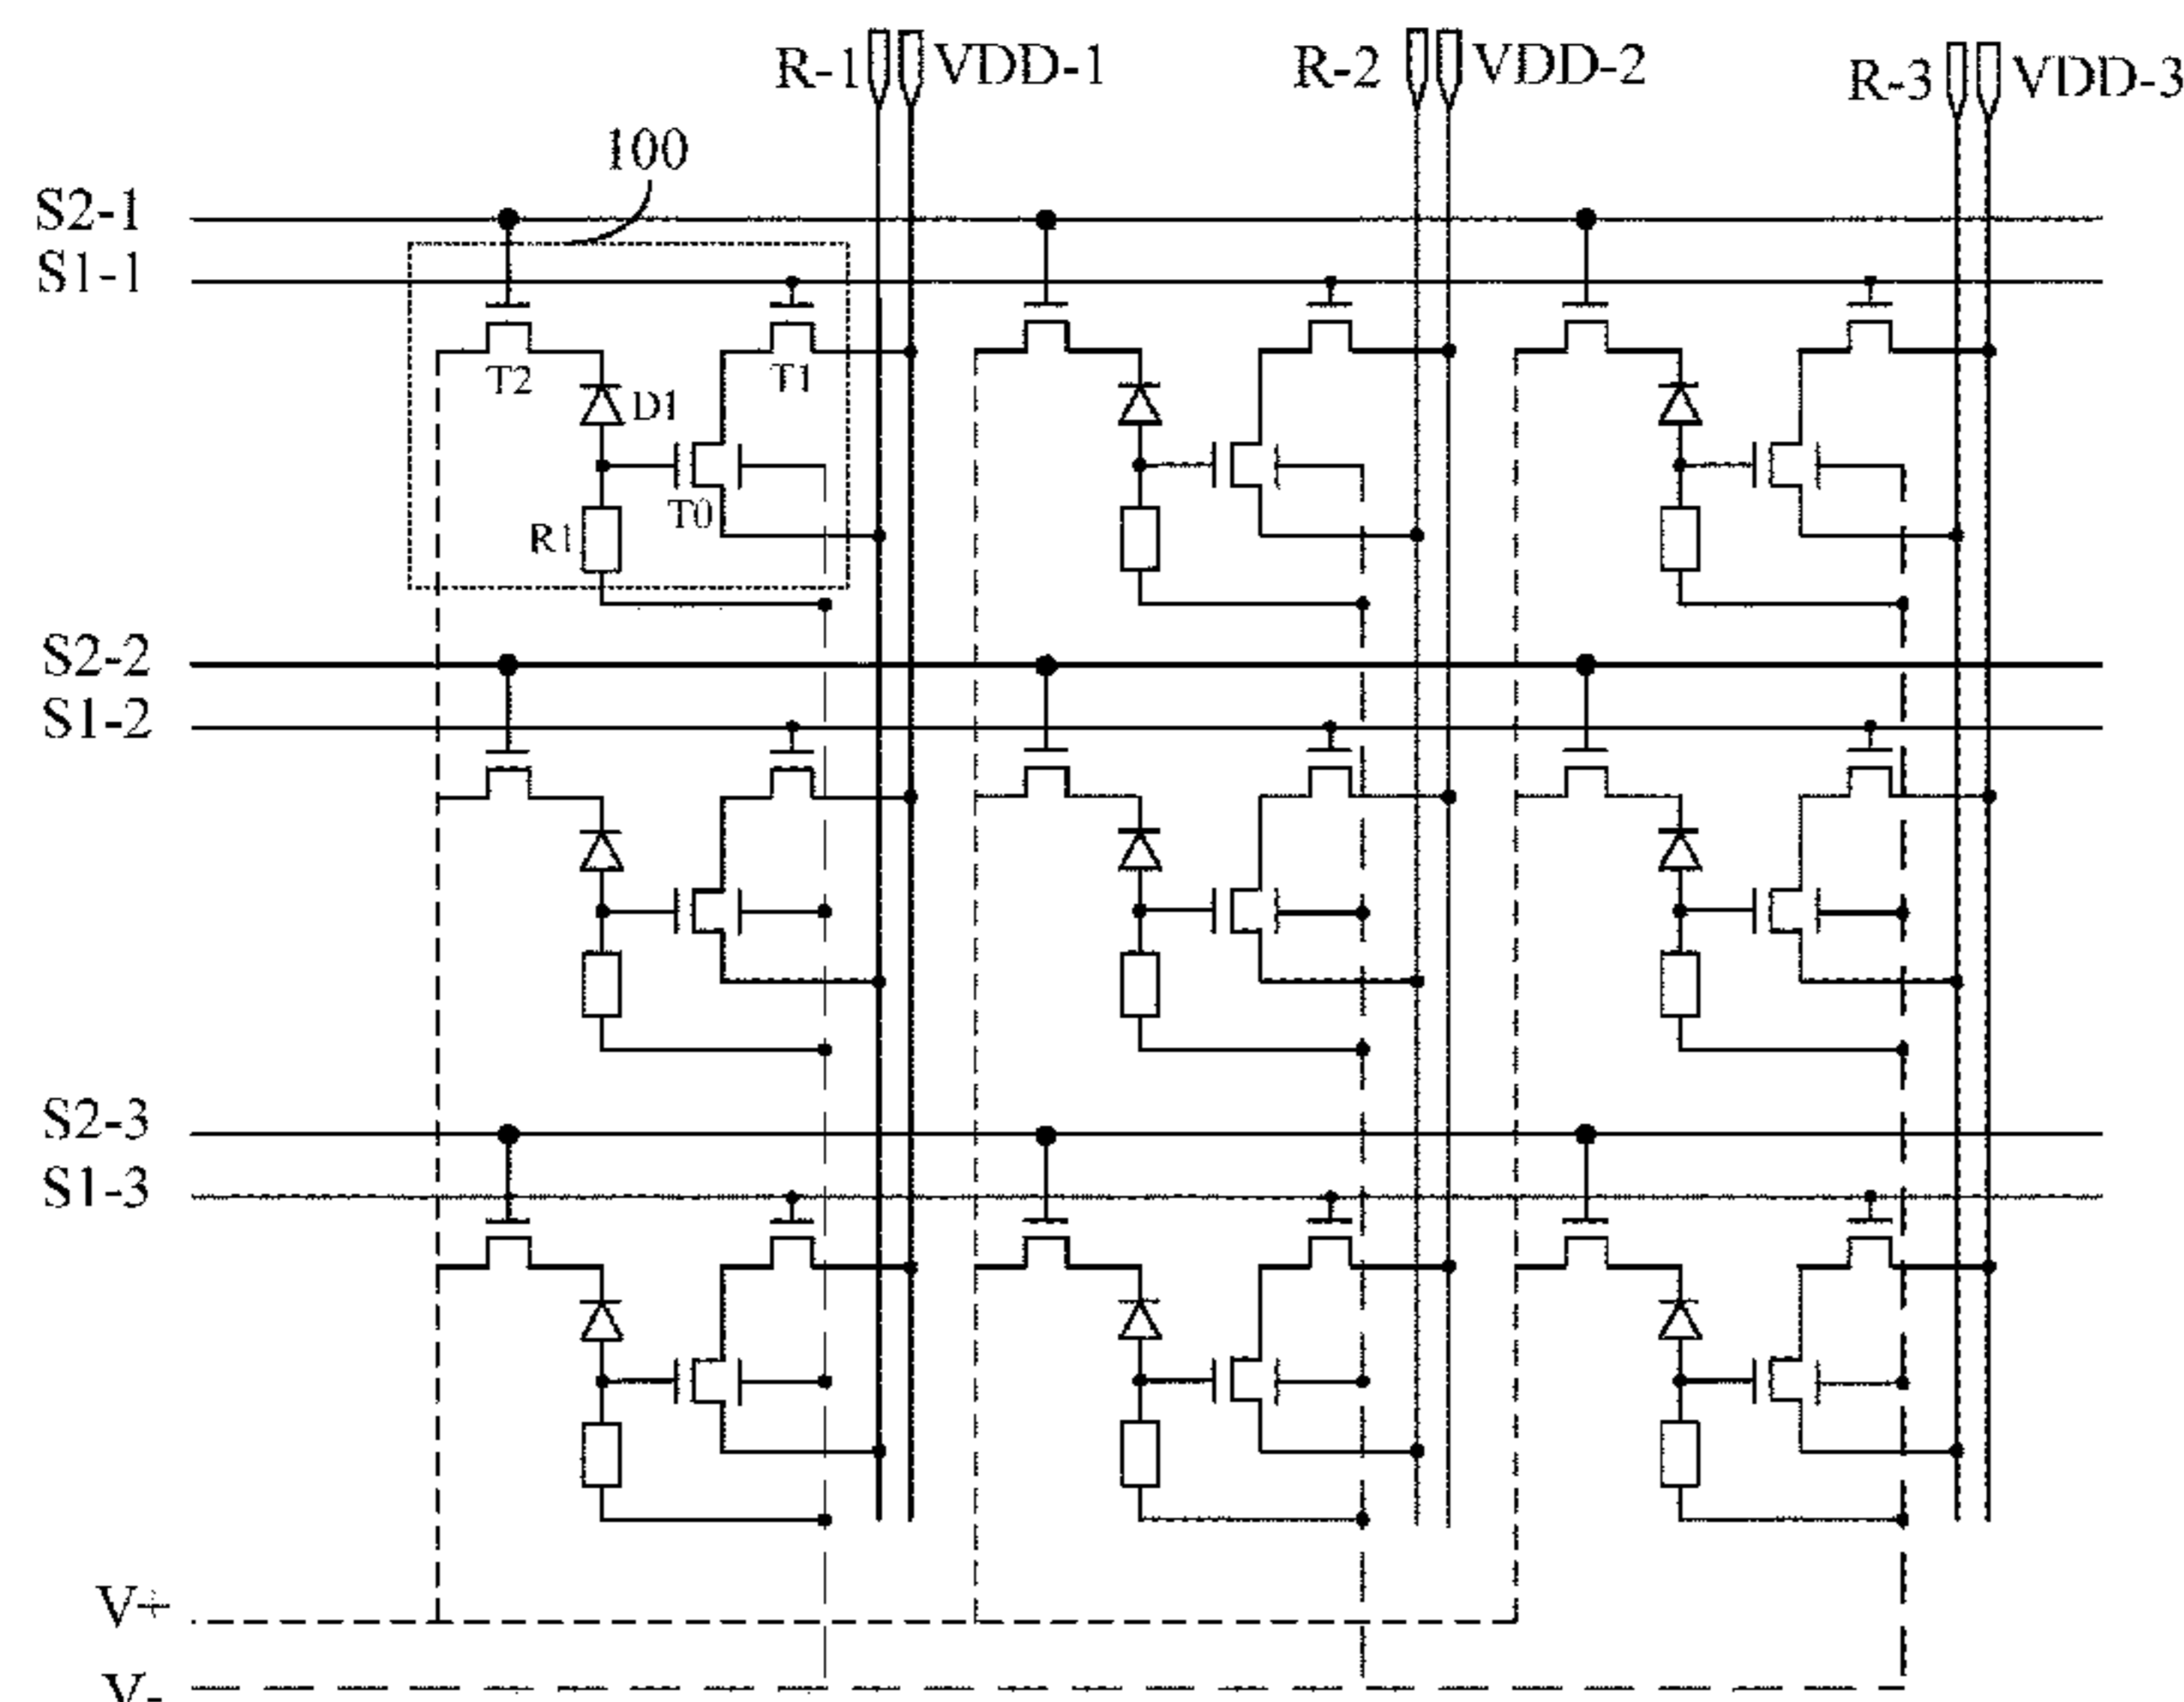 R-1 VDD-1 R-2 VDD-2 R-3 VDD-3
100
S2-1
S1-1
T2 T1
D1
T0
R1
S2-2
S1-2
S2-3
S1-3
V+
V-